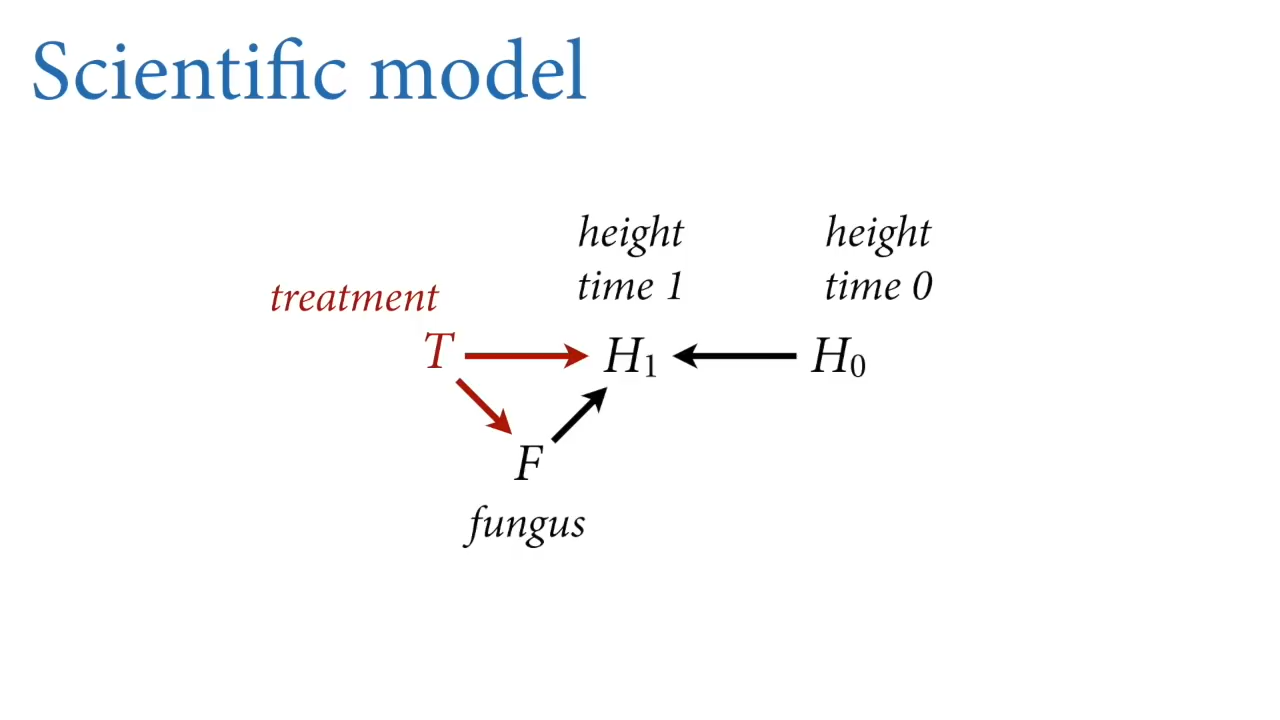 Scientific model
height
time 1
height
time 0
treatment
T
H₁
H₀
F
fungus